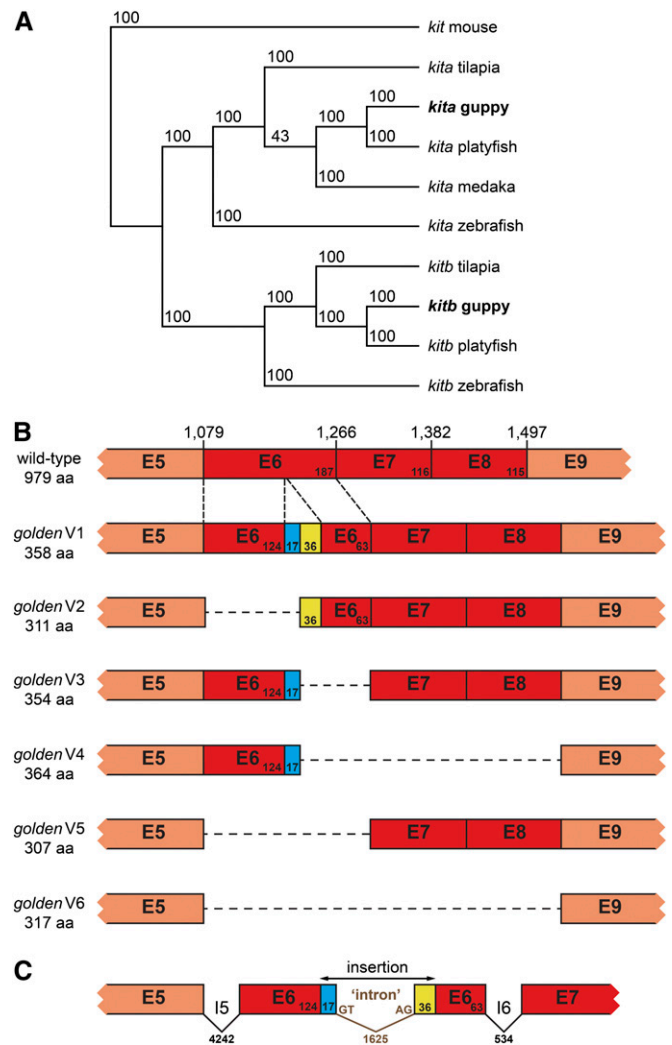 A
100 kit mouse
100 kita tilapia
100 kita guppy
100 100 43
100 100 kita platyfish
100 kita medaka
100 kita zebrafish
100 kitb tilapia
100 100 kitb guppy
100 100 100 kitb platyfish
100 kitb zebrafish
B
1,079 1,266 1,382 1,497
wild-type 979 aa E5 E6 187 E7 116 E8 115 E9
golden V1 358 aa E5 E6 124 17 36 E6 63 E7 E8 E9
golden V2 311 aa E5 36 E6 63 E7 E8 E9
golden V3 354 aa E5 E6 124 17 E7 E8 E9
golden V4 364 aa E5 E6 124 17 E9
golden V5 307 aa E5 E7 E8 E9
golden V6 317 aa E5 E9
C
insertion
E5 I5 E6 124 17 'intron' 36 E6 63 I6 E7
GT AG
4242 1625 534